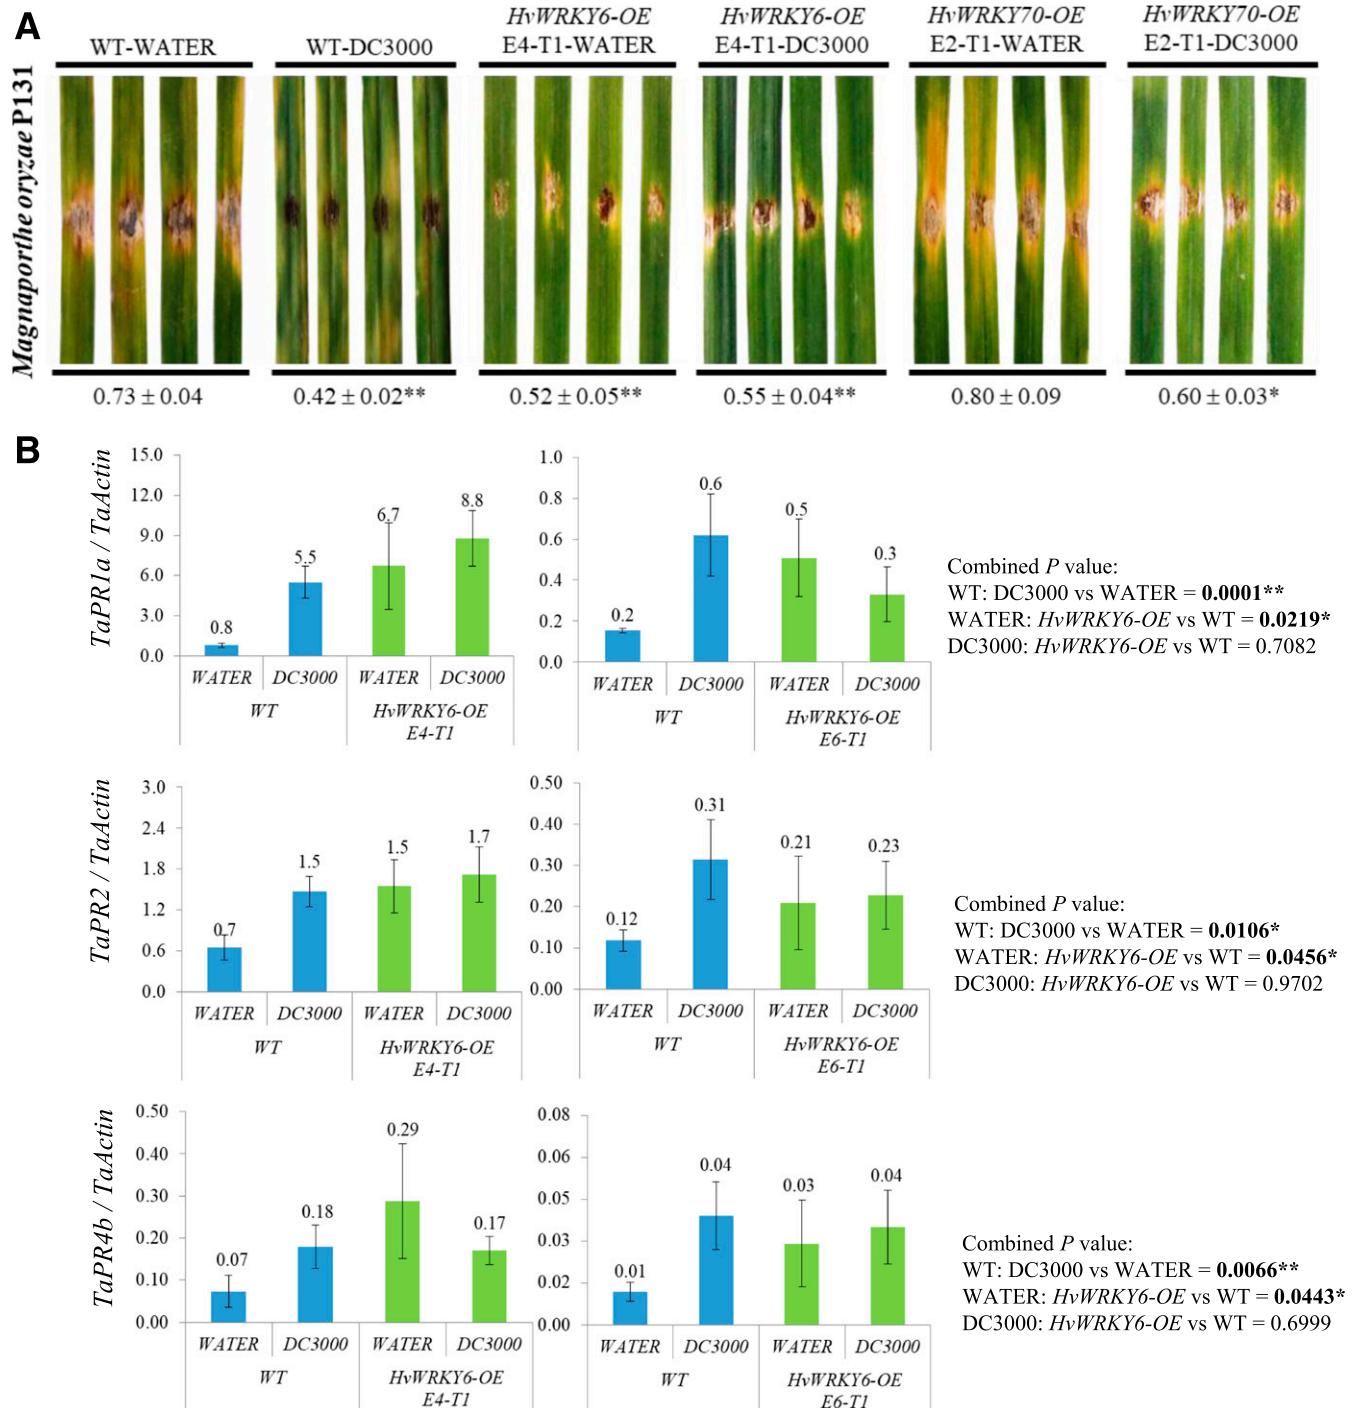 A
WT-WATER
WT-DC3000
HvWRKY6-OE
E4-T1-WATER
HvWRKY6-OE
E4-T1-DC3000
HvWRKY70-OE
E2-T1-WATER
HvWRKY70-OE
E2-T1-DC3000
Magnaporthe oryzae P131
0.73 ± 0.04
0.42 ± 0.02**
0.52 ± 0.05**
0.55 ± 0.04**
0.80 ± 0.09
0.60 ± 0.03*
B
TaPR1a / TaActin
15.0
12.0
9.0
6.0
3.0
0.0
0.8
5.5
6.7
8.8
WATER
DC3000
WATER
DC3000
WT
HvWRKY6-OE
E4-T1
1.0
0.8
0.6
0.4
0.2
0.0
0.2
0.6
0.5
0.3
WATER
DC3000
WATER
DC3000
WT
HvWRKY6-OE
E6-T1
Combined P value:
WT: DC3000 vs WATER = 0.0001**
WATER: HvWRKY6-OE vs WT = 0.0219*
DC3000: HvWRKY6-OE vs WT = 0.7082
TaPR2 / TaActin
3.0
2.4
1.8
1.2
0.6
0.0
0.7
1.5
1.5
1.7
WATER
DC3000
WATER
DC3000
WT
HvWRKY6-OE
E4-T1
0.50
0.40
0.30
0.20
0.10
0.00
0.12
0.31
0.21
0.23
WATER
DC3000
WATER
DC3000
WT
HvWRKY6-OE
E6-T1
Combined P value:
WT: DC3000 vs WATER = 0.0106*
WATER: HvWRKY6-OE vs WT = 0.0456*
DC3000: HvWRKY6-OE vs WT = 0.9702
TaPR4b / TaActin
0.50
0.40
0.30
0.20
0.10
0.00
0.07
0.18
0.29
0.17
WATER
DC3000
WATER
DC3000
WT
HvWRKY6-OE
E4-T1
0.08
0.06
0.05
0.03
0.02
0.00
0.01
0.04
0.03
0.04
WATER
DC3000
WATER
DC3000
WT
HvWRKY6-OE
E6-T1
Combined P value:
WT: DC3000 vs WATER = 0.0066**
WATER: HvWRKY6-OE vs WT = 0.0443*
DC3000: HvWRKY6-OE vs WT = 0.6999